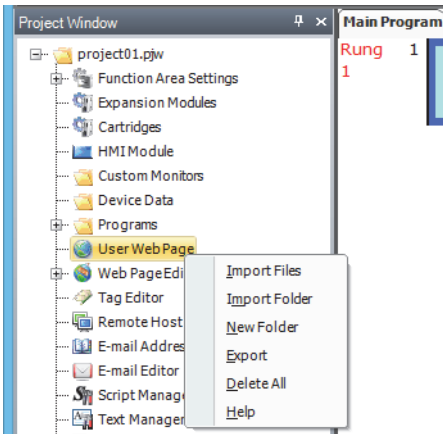 Project Window
Main Program
Rung 1
1
project01.pjw
Function Area Settings
Expansion Modules
Cartridges
HMI Module
Custom Monitors
Device Data
Programs
User Web Page
Web Page Edi
Tag Editor
Remote Host
E-mail Addres
E-mail Editor
Script Manag
Text Manager
Import Files
Import Folder
New Folder
Export
Delete All
Help